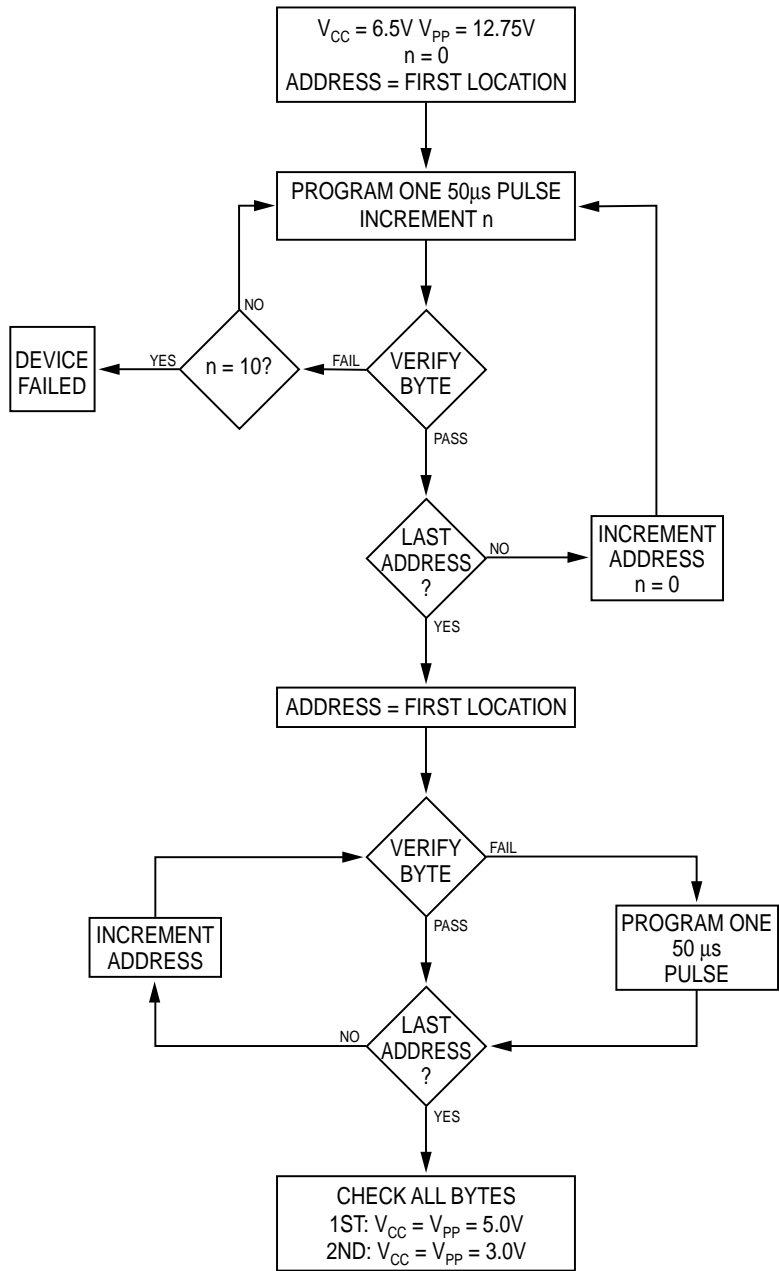 V_CC = 6.5V V_PP = 12.75V
n = 0
ADDRESS = FIRST LOCATION
PROGRAM ONE 50μs PULSE
INCREMENT n
NO
DEVICE
FAILED
YES
n = 10?
FAIL
VERIFY
BYTE
PASS
LAST
ADDRESS
?
NO
INCREMENT
ADDRESS
n = 0
YES
ADDRESS = FIRST LOCATION
VERIFY
BYTE
FAIL
PASS
INCREMENT
ADDRESS
PROGRAM ONE
50 μs
PULSE
NO
LAST
ADDRESS
?
YES
CHECK ALL BYTES
1ST: V_CC = V_PP = 5.0V
2ND: V_CC = V_PP = 3.0V